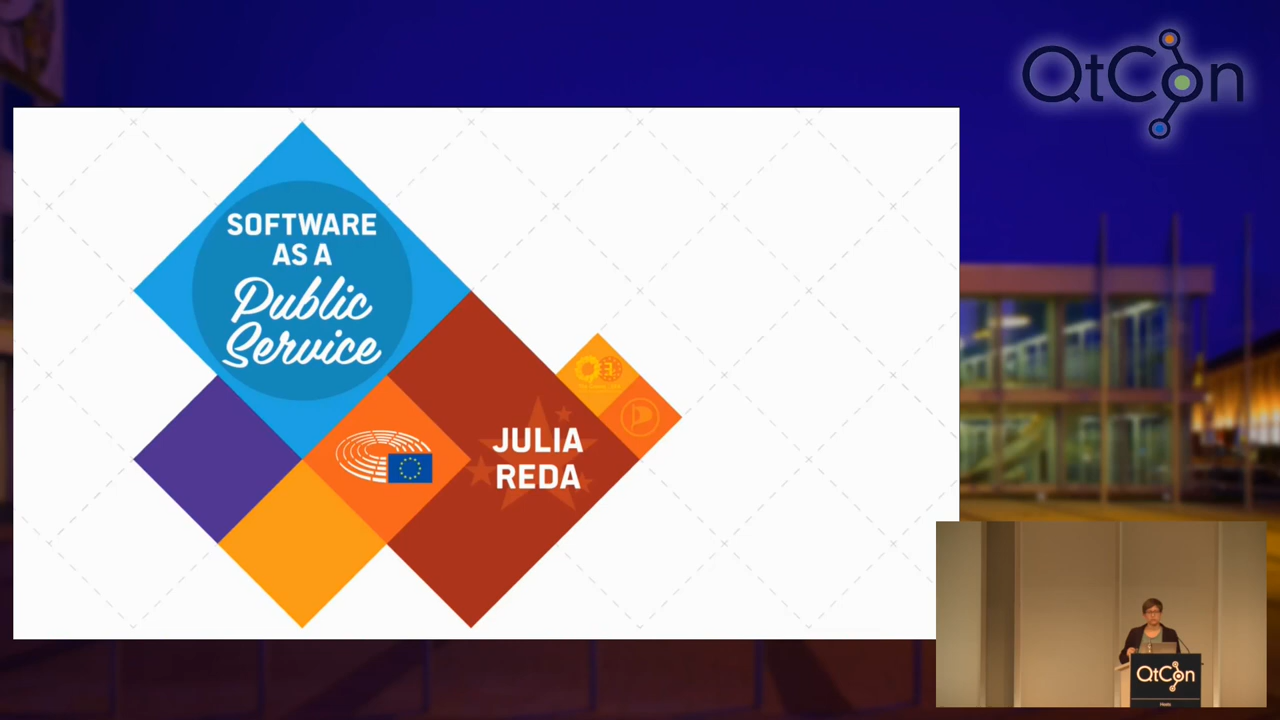 QtCon
SOFTWARE
AS A
Public
Service
JULIA
REDA
QtCon